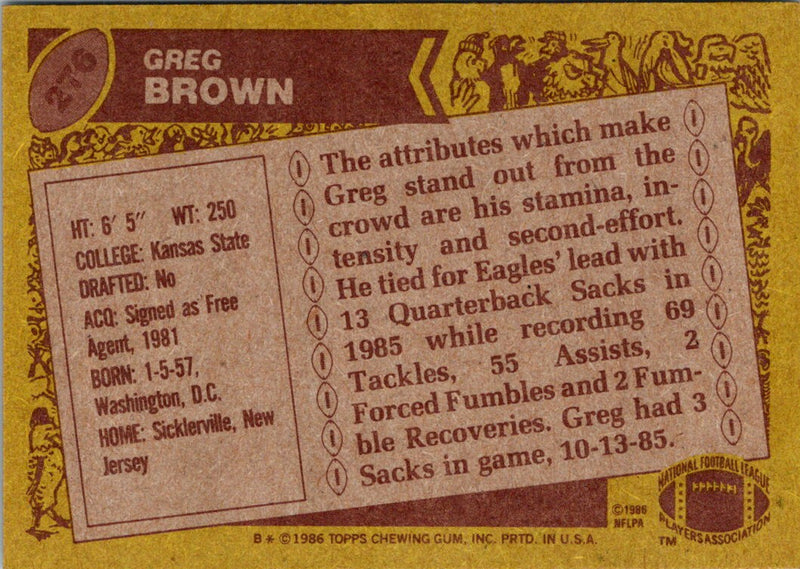 276
GREG
BROWN
HT: 6' 5" WT: 250
COLLEGE: Kansas State
DRAFTED: No
ACQ: Signed as Free
Agent, 1981
BORN: 1-5-57,
Washington, D.C.
HOME: Sicklerville, New
Jersey
The attributes which make
Greg stand out from the
crowd are his stamina, in-
tensity and second-effort.
He tied for Eagles' lead with
13 Quarterback Sacks in
1985 while recording 69
Tackles, 55 Assists, 2
Forced Fumbles and 2 Fum-
ble Recoveries. Greg had 3
Sacks in game, 10-13-85.
NATIONAL FOOTBALL LEAGUE
PLAYERS ASSOCIATION
TM
©1986
NFLPA
B * © 1986 TOPPS CHEWING GUM, INC. PRTD. IN U.S.A.